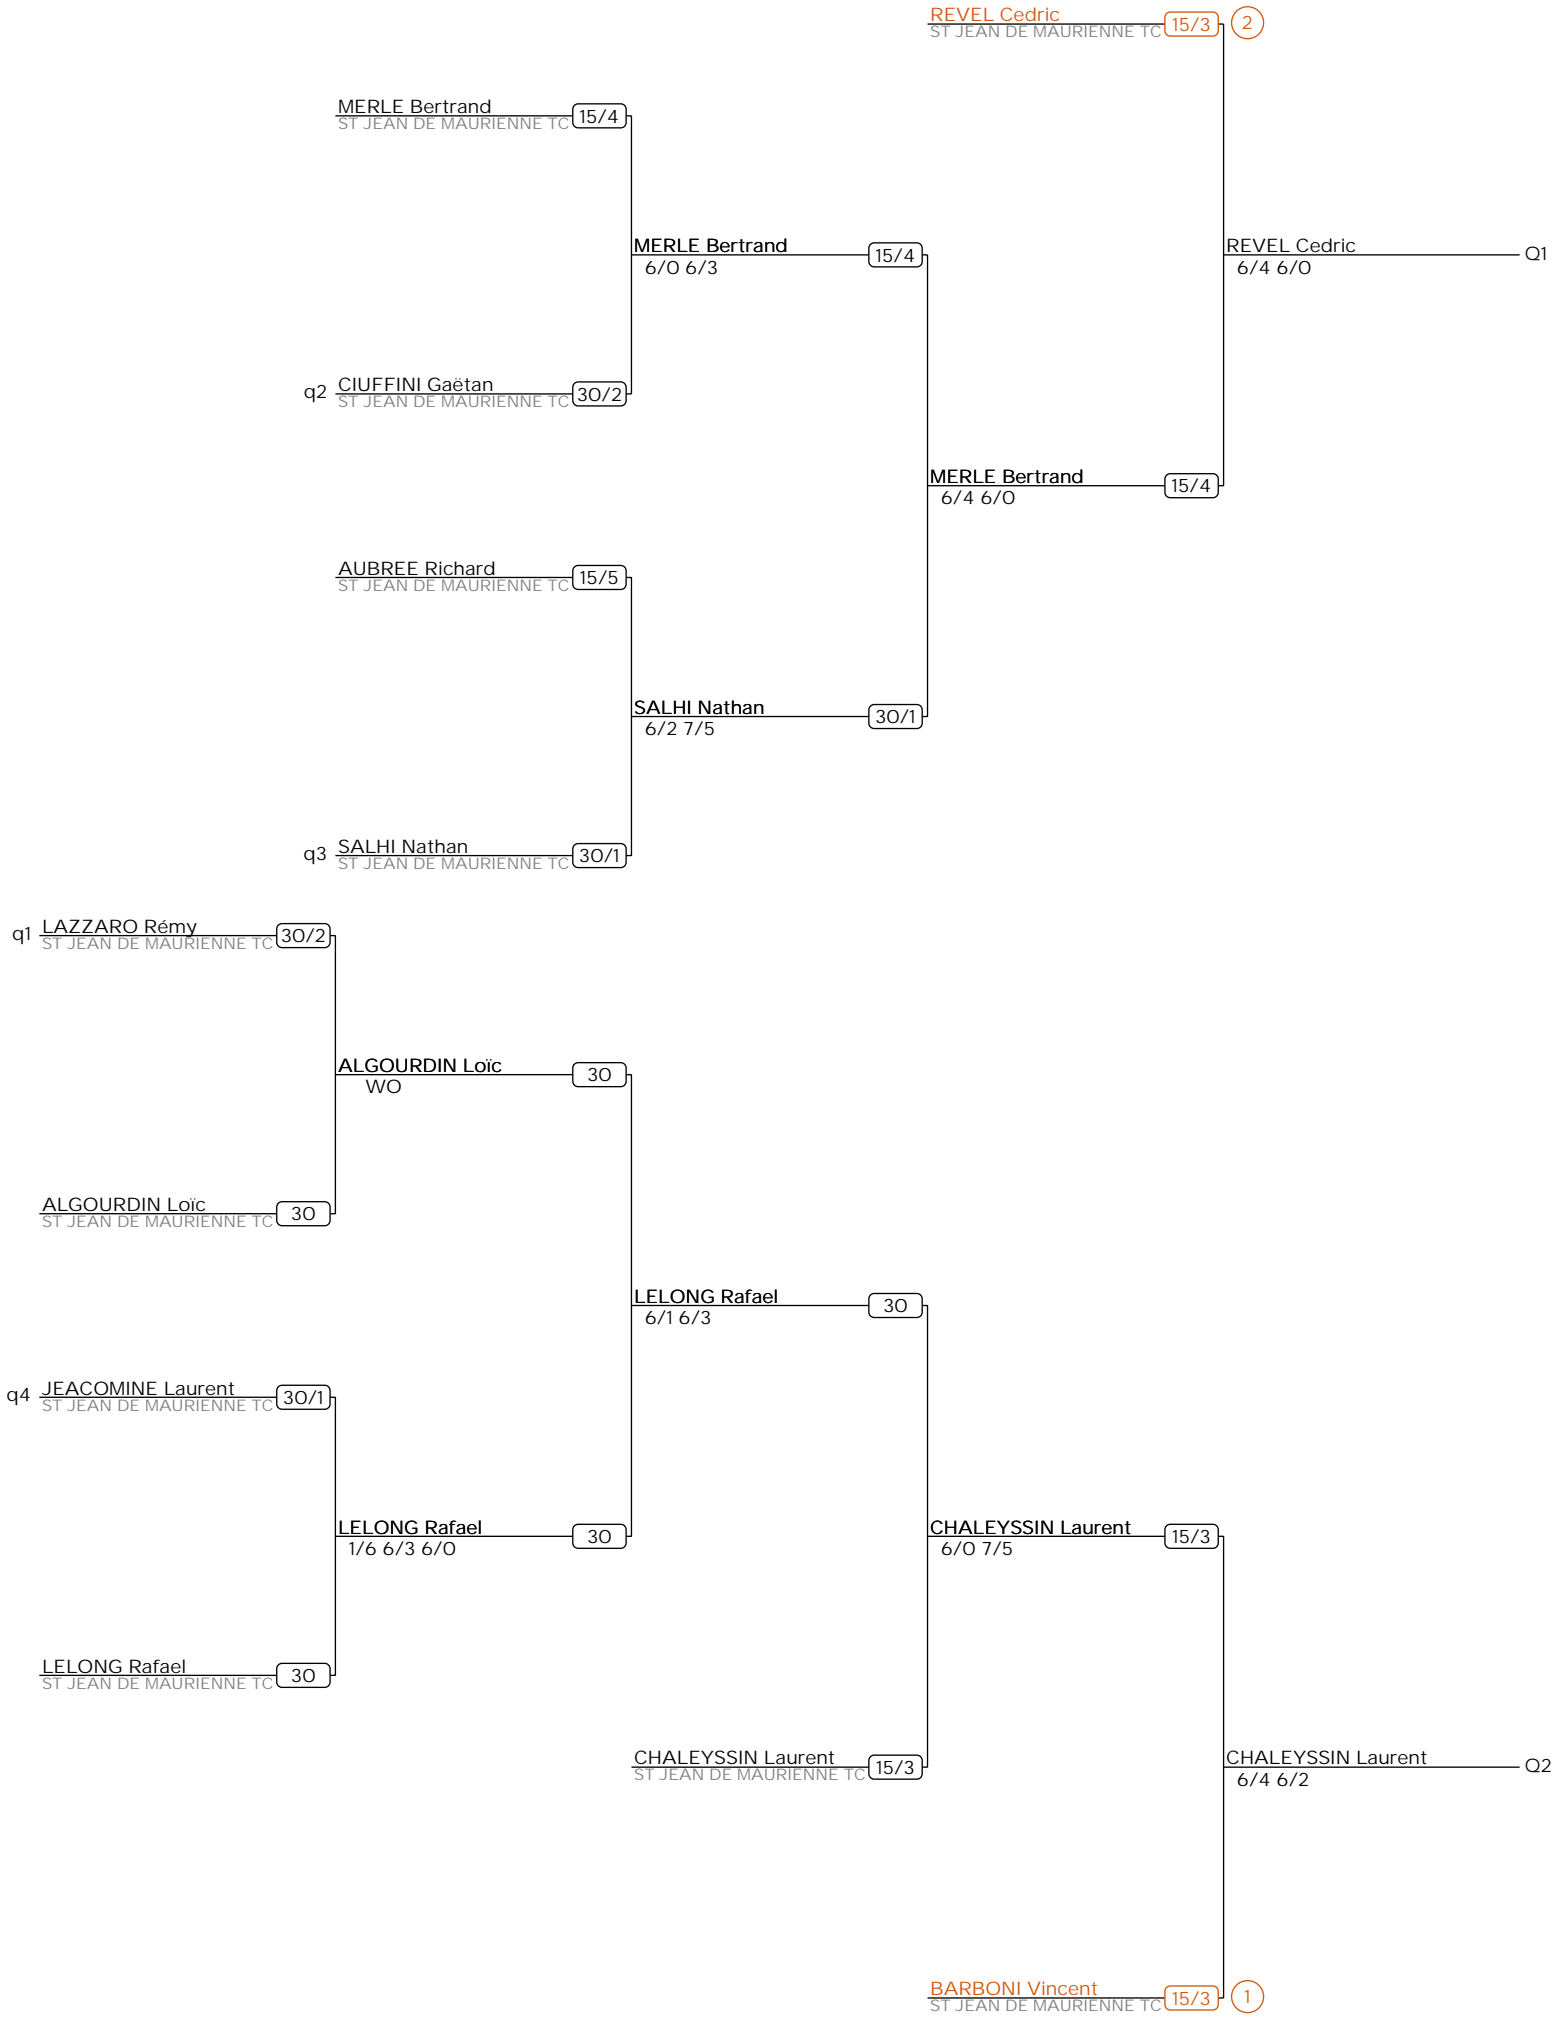 REVEL Cedric
ST JEAN DE MAURIENNE TC 15/3 2
MERLE Bertrand
ST JEAN DE MAURIENNE TC 15/4
MERLE Bertrand
6/0 6/3 15/4
REVEL Cedric
6/4 6/0 Q1
q2 CIUFFINI Gaëtan
ST JEAN DE MAURIENNE TC 30/2
MERLE Bertrand
6/4 6/0 15/4
AUBREE Richard
ST JEAN DE MAURIENNE TC 15/5
SALHI Nathan
6/2 7/5 30/1
q3 SALHI Nathan
ST JEAN DE MAURIENNE TC 30/1
q1 LAZZARO Rémy
ST JEAN DE MAURIENNE TC 30/2
ALGOURDIN Loïc
WO 30
ALGOURDIN Loïc
ST JEAN DE MAURIENNE TC 30
LELONG Rafael
6/1 6/3 30
q4 JEACOMINE Laurent
ST JEAN DE MAURIENNE TC 30/1
LELONG Rafael
1/6 6/3 6/0 30
CHALEYSSIN Laurent
6/0 7/5 15/3
LELONG Rafael
ST JEAN DE MAURIENNE TC 30
CHALEYSSIN Laurent
ST JEAN DE MAURIENNE TC 15/3
CHALEYSSIN Laurent
6/4 6/2 Q2
BARBONI Vincent
ST JEAN DE MAURIENNE TC 15/3 1